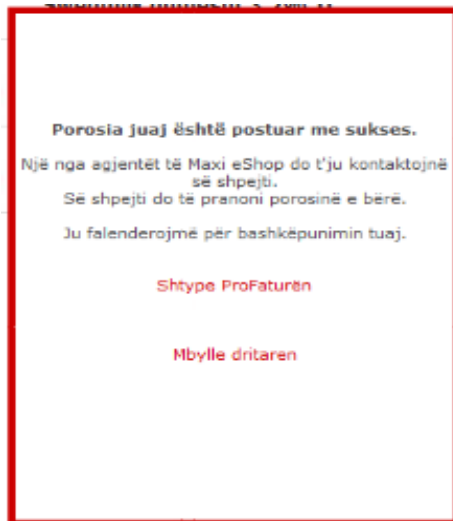 Porosia juaj është postuar me sukses.
Një nga agjentët të Maxi eShop do t'ju kontaktojnë
së shpejti.
Së shpejti do të pranoni porosinë e bërë.
Ju falenderojmë për bashkëpunimin tuaj.
Shtype ProFaturën
Mbylle dritaren